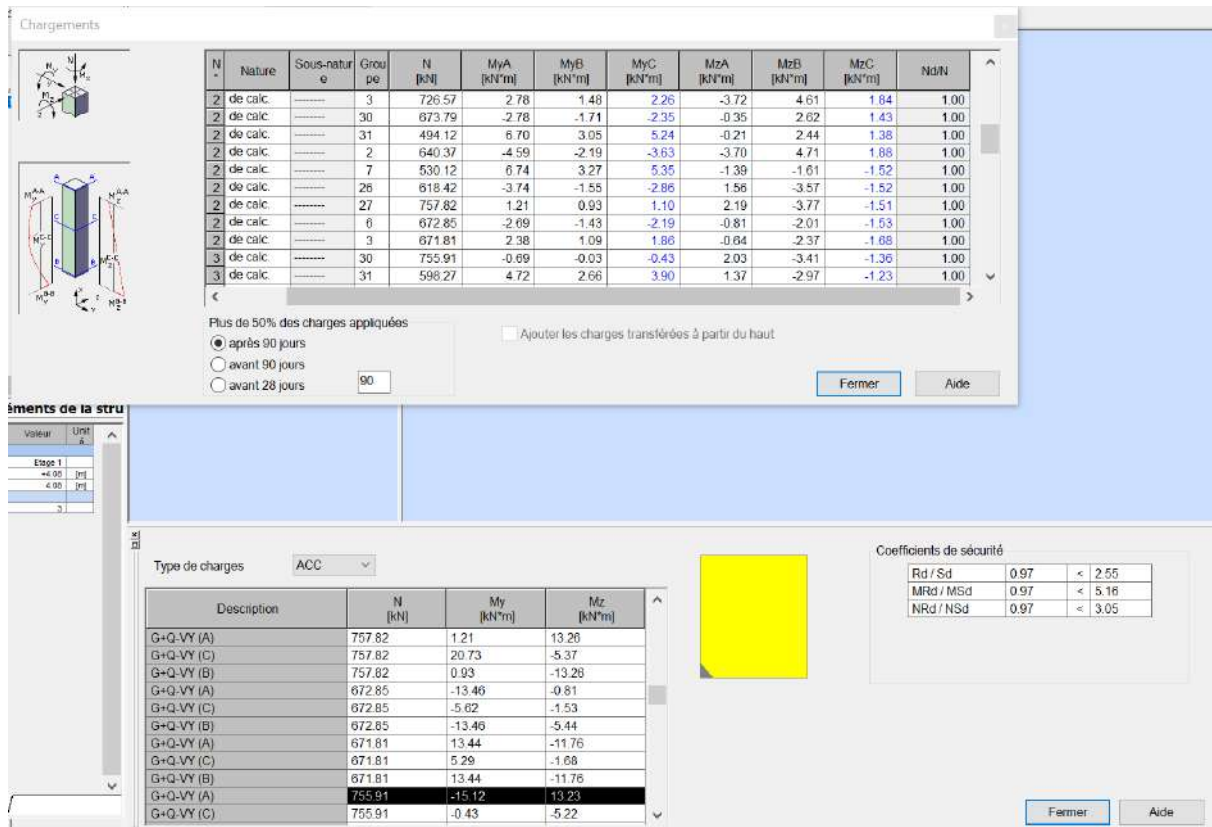 Chargements
N° Nature Sous-nature Groupe N [kN] MyA [kN*m] MyB [kN*m] MyC [kN*m] MzA [kN*m] MzB [kN*m] MzC [kN*m] Nd/N
2 de calc. -------- 3 726.57 2.78 1.48 2.26 -3.72 4.61 1.84 1.00
2 de calc. -------- 30 673.79 -2.78 -1.71 -2.35 -0.35 2.62 1.43 1.00
2 de calc. -------- 31 494.12 6.70 3.05 5.24 -0.21 2.44 1.38 1.00
2 de calc. -------- 2 640.37 -4.59 -2.19 -3.63 -3.70 4.71 1.88 1.00
2 de calc. -------- 7 530.12 6.74 3.27 5.35 -1.39 -1.61 -1.52 1.00
2 de calc. -------- 26 618.42 -3.74 -1.55 -2.86 1.56 -3.57 -1.52 1.00
2 de calc. -------- 27 757.82 1.21 0.93 1.10 2.19 -3.77 -1.51 1.00
2 de calc. -------- 6 672.85 -2.69 -1.43 -2.19 -0.81 -2.01 -1.53 1.00
2 de calc. -------- 3 671.81 2.38 1.09 1.86 -0.64 -2.37 -1.68 1.00
3 de calc. -------- 30 755.91 -0.69 -0.03 -0.43 2.03 -3.41 -1.36 1.00
3 de calc. -------- 31 598.27 4.72 2.66 3.90 1.37 -2.97 -1.23 1.00
Plus de 50% des charges appliquées
Ajouter les charges transférées à partir du haut
après 90 jours
avant 90 jours
avant 28 jours 90
Fermer Aide
éments de la stru
Valeur Unité
Etage 1
+4.08 [m]
4.08 [m]
3
Type de charges ACC
Description N [kN] My [kN*m] Mz [kN*m]
G+Q-VY (A) 757.82 1.21 13.26
G+Q-VY (C) 757.82 20.73 -5.37
G+Q-VY (B) 757.82 0.93 -13.26
G+Q-VY (A) 672.85 -13.46 -0.81
G+Q-VY (C) 672.85 -5.62 -1.53
G+Q-VY (B) 672.85 -13.46 -5.44
G+Q-VY (A) 671.81 13.44 -11.76
G+Q-VY (C) 671.81 5.29 -1.68
G+Q-VY (B) 671.81 13.44 -11.76
G+Q-VY (A) 755.91 -15.12 13.23
G+Q-VY (C) 755.91 -0.43 -5.22
Coefficients de sécurité
Rd / Sd 0.97 < 2.55
MRd / MSd 0.97 < 5.16
NRd / NSd 0.97 < 3.05
Fermer Aide